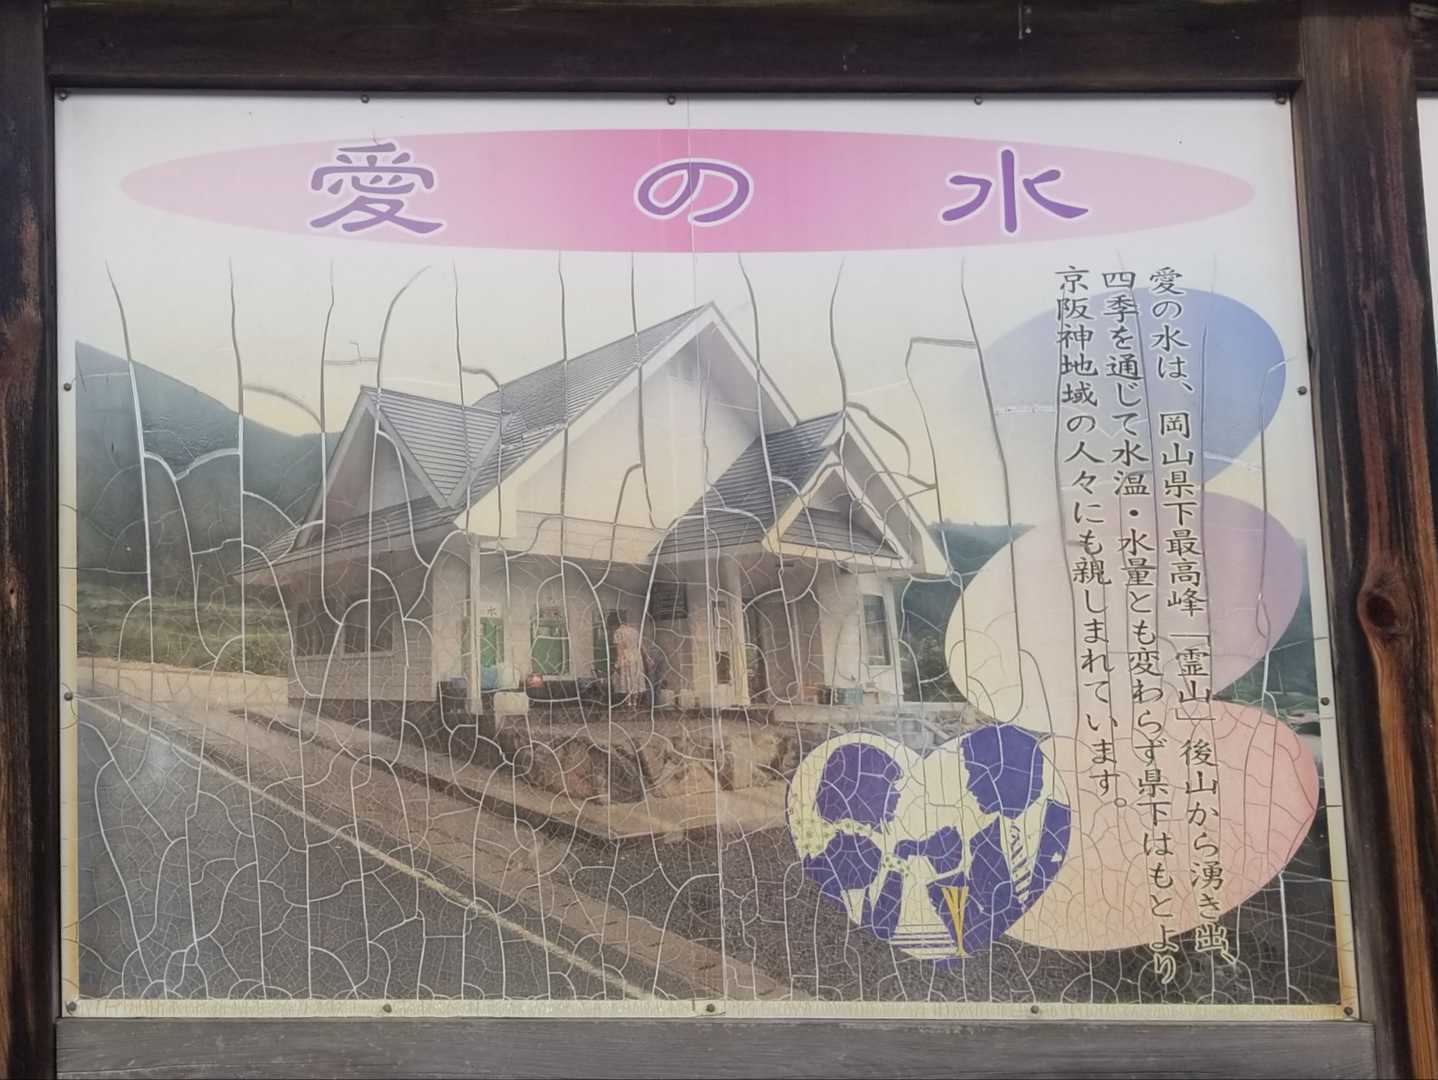 愛の水
愛の水は、岡山県下最高峰「霊山」後山から湧き出、
四季を通じて水温・水量とも変わらず県下はもとより
京阪神地域の人々にも親しまれています。